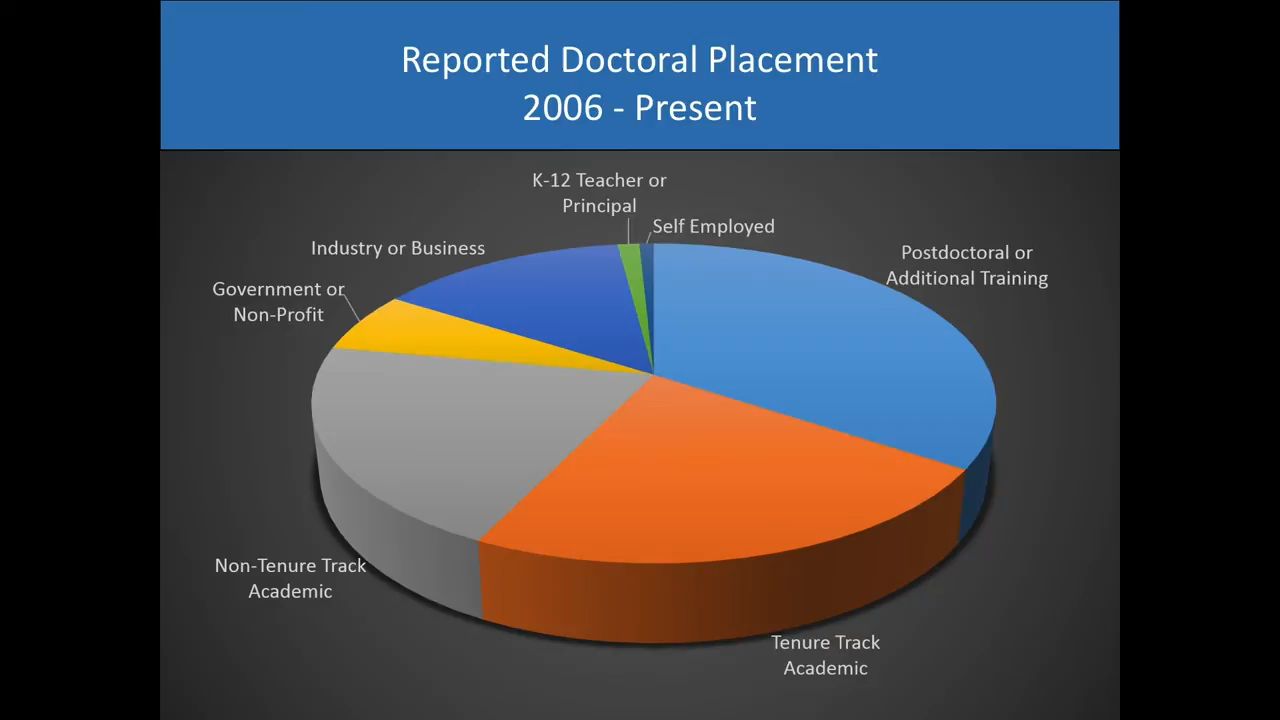 Reported Doctoral Placement
2006 - Present
K-12 Teacher or
Principal
Self Employed
Industry or Business
Postdoctoral or
Additional Training
Government or
Non-Profit
Non-Tenure Track
Academic
Tenure Track
Academic